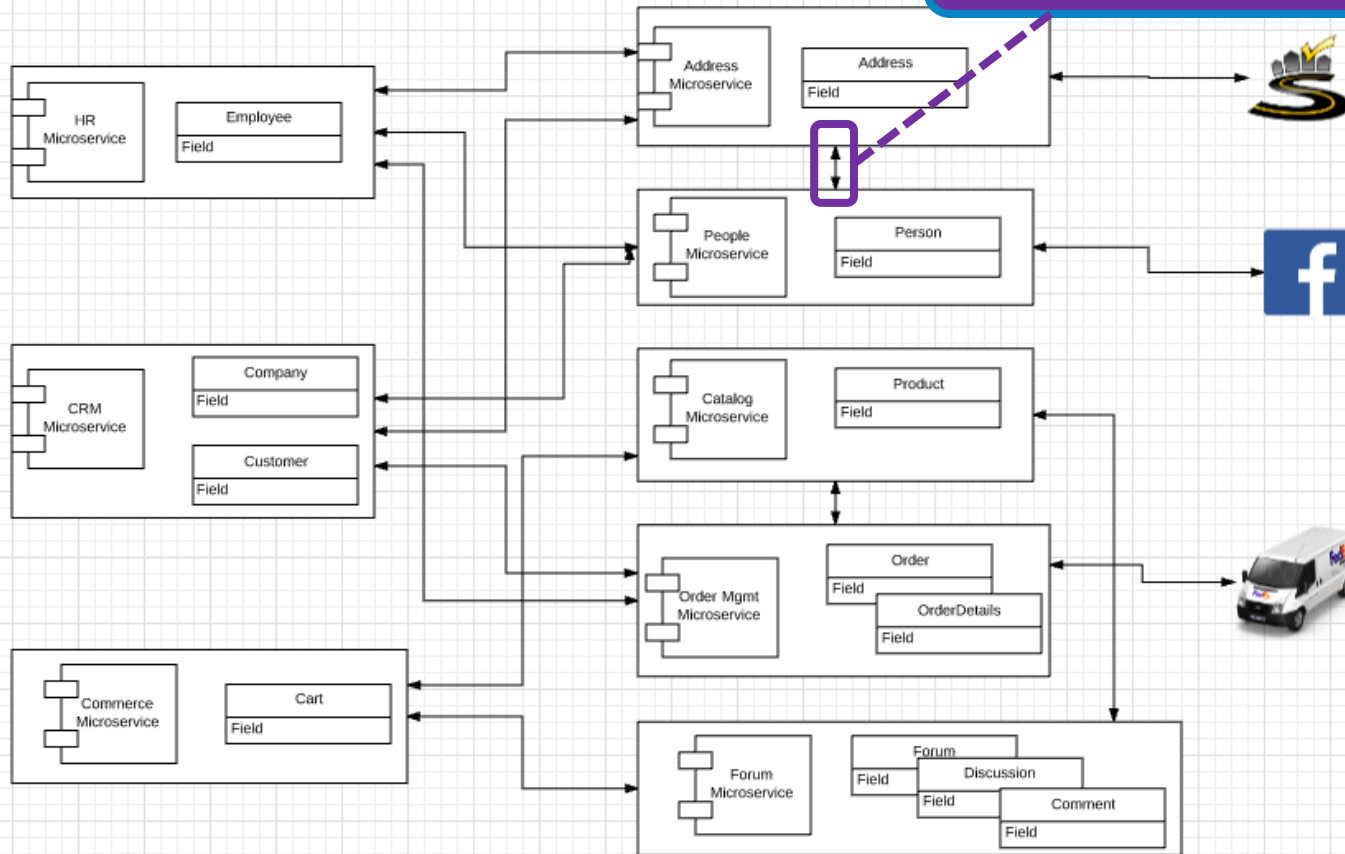 Address
Microservice
Address
Field
HR
Microservice
Employee
Field
People
Microservice
Person
Field
f
CRM
Microservice
Company
Field
Customer
Field
Catalog
Microservice
Product
Field
Order Mgmt
Microservice
Order
Field
OrderDetails
Field
Commerce
Microservice
Cart
Field
Forum
Microservice
Forum
Field
Discussion
Field
Comment
Field